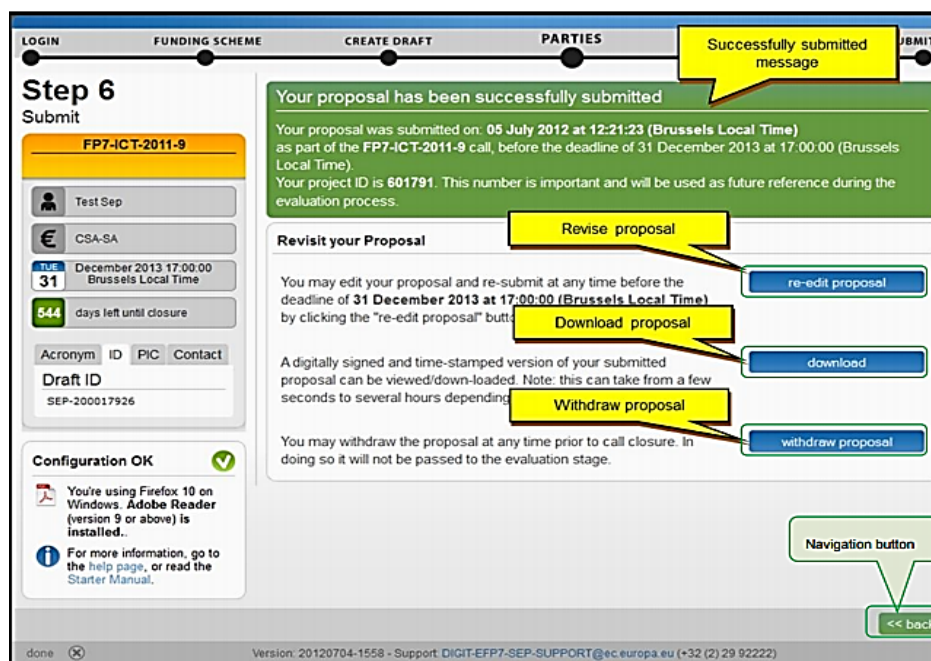 LOGIN FUNDING SCHEME CREATE DRAFT PARTIES
Successfully submitted
message
Step 6
Submit
FP7-ICT-2011-9
Test Sep
€ CSA-SA
TUE
31
December 2013 17:00:00
Brussels Local Time
544 days left until closure
Acronym ID PIC Contact
Draft ID
SEP-200017926
Configuration OK
You're using Firefox 10 on
Windows. Adobe Reader
(version 9 or above) is
installed..
For more information, go to
the help page, or read the
Starter Manual.
Your proposal has been successfully submitted
Your proposal was submitted on: 05 July 2012 at 12:21:23 (Brussels Local Time)
as part of the FP7-ICT-2011-9 call, before the deadline of 31 December 2013 at 17:00:00 (Brussels
Local Time).
Your project ID is 601791. This number is important and will be used as future reference during the
evaluation process.
Revisit your Proposal
Revise proposal
You may edit your proposal and re-submit at any time before the
deadline of 31 December 2013 at 17:00:00 (Brussels Local Time)
by clicking the "re-edit proposal"
re-edit proposal
Download proposal
A digitally signed and time-stamped version of your submitted
proposal can be viewed/down-loaded. Note: this can take from a few
seconds to several hours depending
download
Withdraw proposal
You may withdraw the proposal at any time prior to call closure. In
doing so it will not be passed to the evaluation stage.
withdraw proposal
Navigation button
<< back
done
Version: 20120704-1558 - Support: DIGIT-EFP7-SEP-SUPPORT@ec.europa.eu (+32 (2) 29 92222)